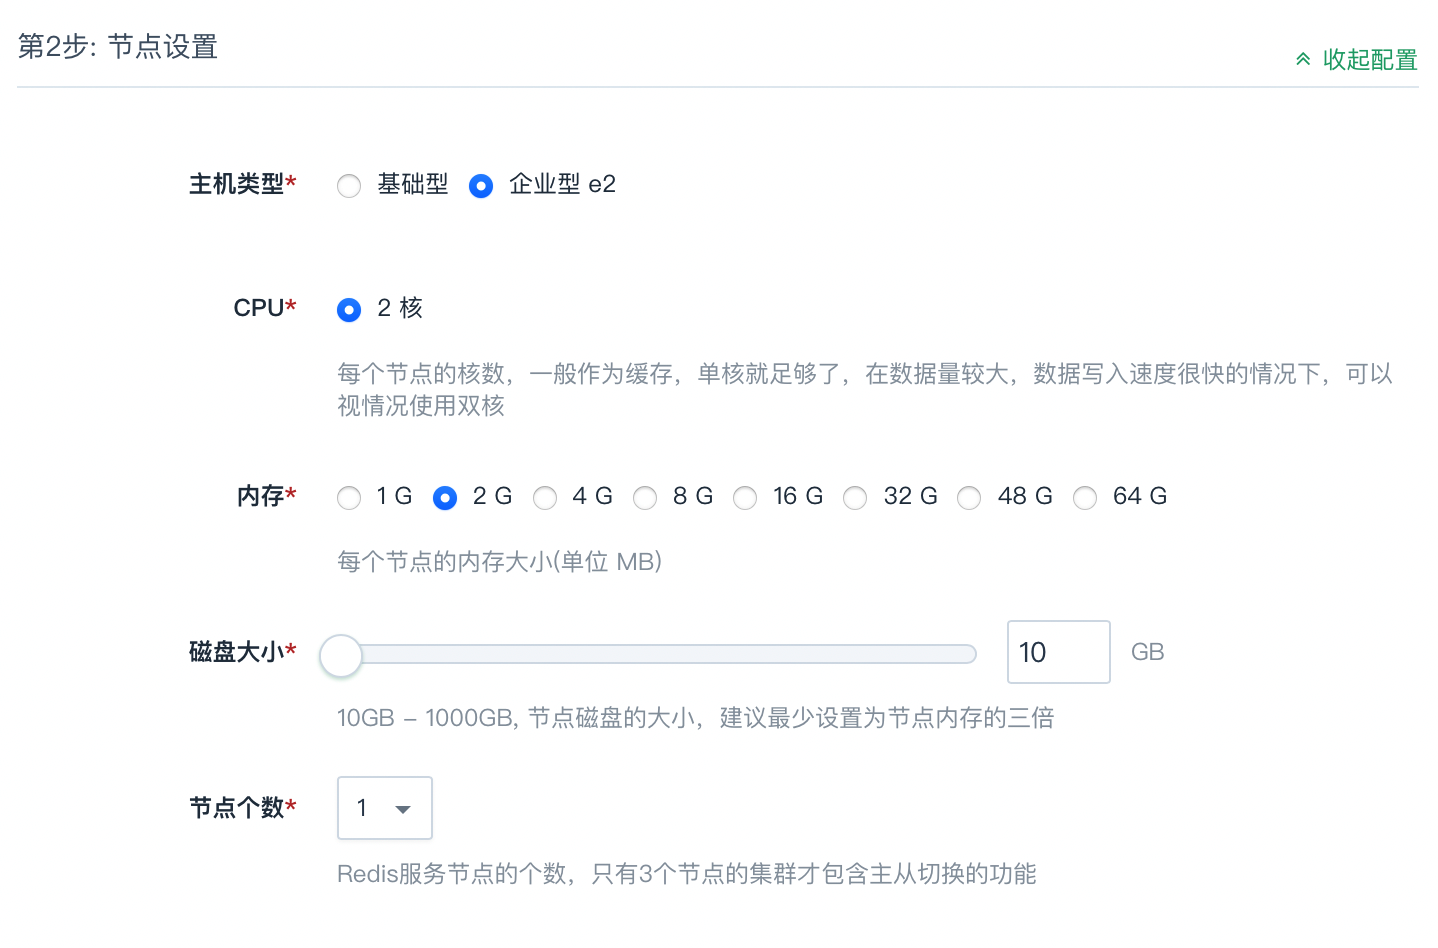 第2步: 节点设置
收起配置
主机类型* 基础型 企业型 e2
CPU* 2 核
每个节点的核数，一般作为缓存，单核就足够了，在数据量较大，数据写入速度很快的情况下，可以
视情况使用双核
内存* 1 G 2 G 4 G 8 G 16 G 32 G 48 G 64 G
每个节点的内存大小(单位 MB)
磁盘大小* 10 GB
10GB – 1000GB, 节点磁盘的大小，建议最少设置为节点内存的三倍
节点个数* 1
Redis服务节点的个数，只有3个节点的集群才包含主从切换的功能